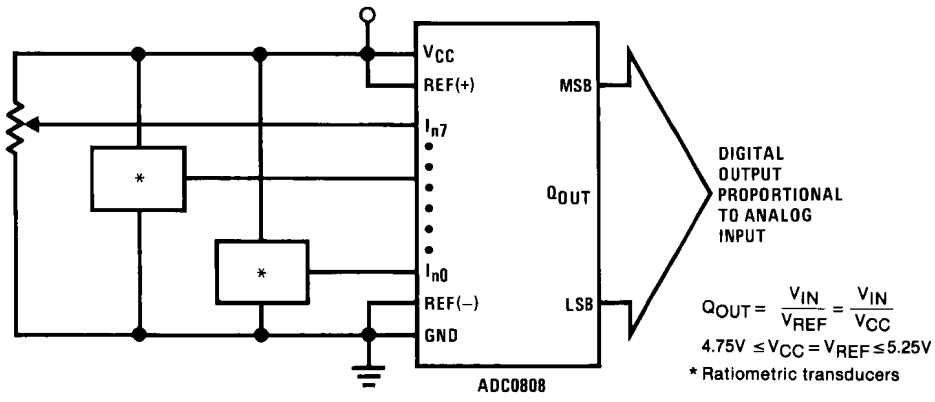 VCC
REF(+)
In7
In0
REF(−)
GND
MSB
QOUT
LSB
*
*
ADC0808
DIGITAL
OUTPUT
PROPORTIONAL
TO ANALOG
INPUT
QOUT = VIN/VREF = VIN/VCC
4.75V ≤ VCC = VREF ≤ 5.25V
* Ratiometric transducers